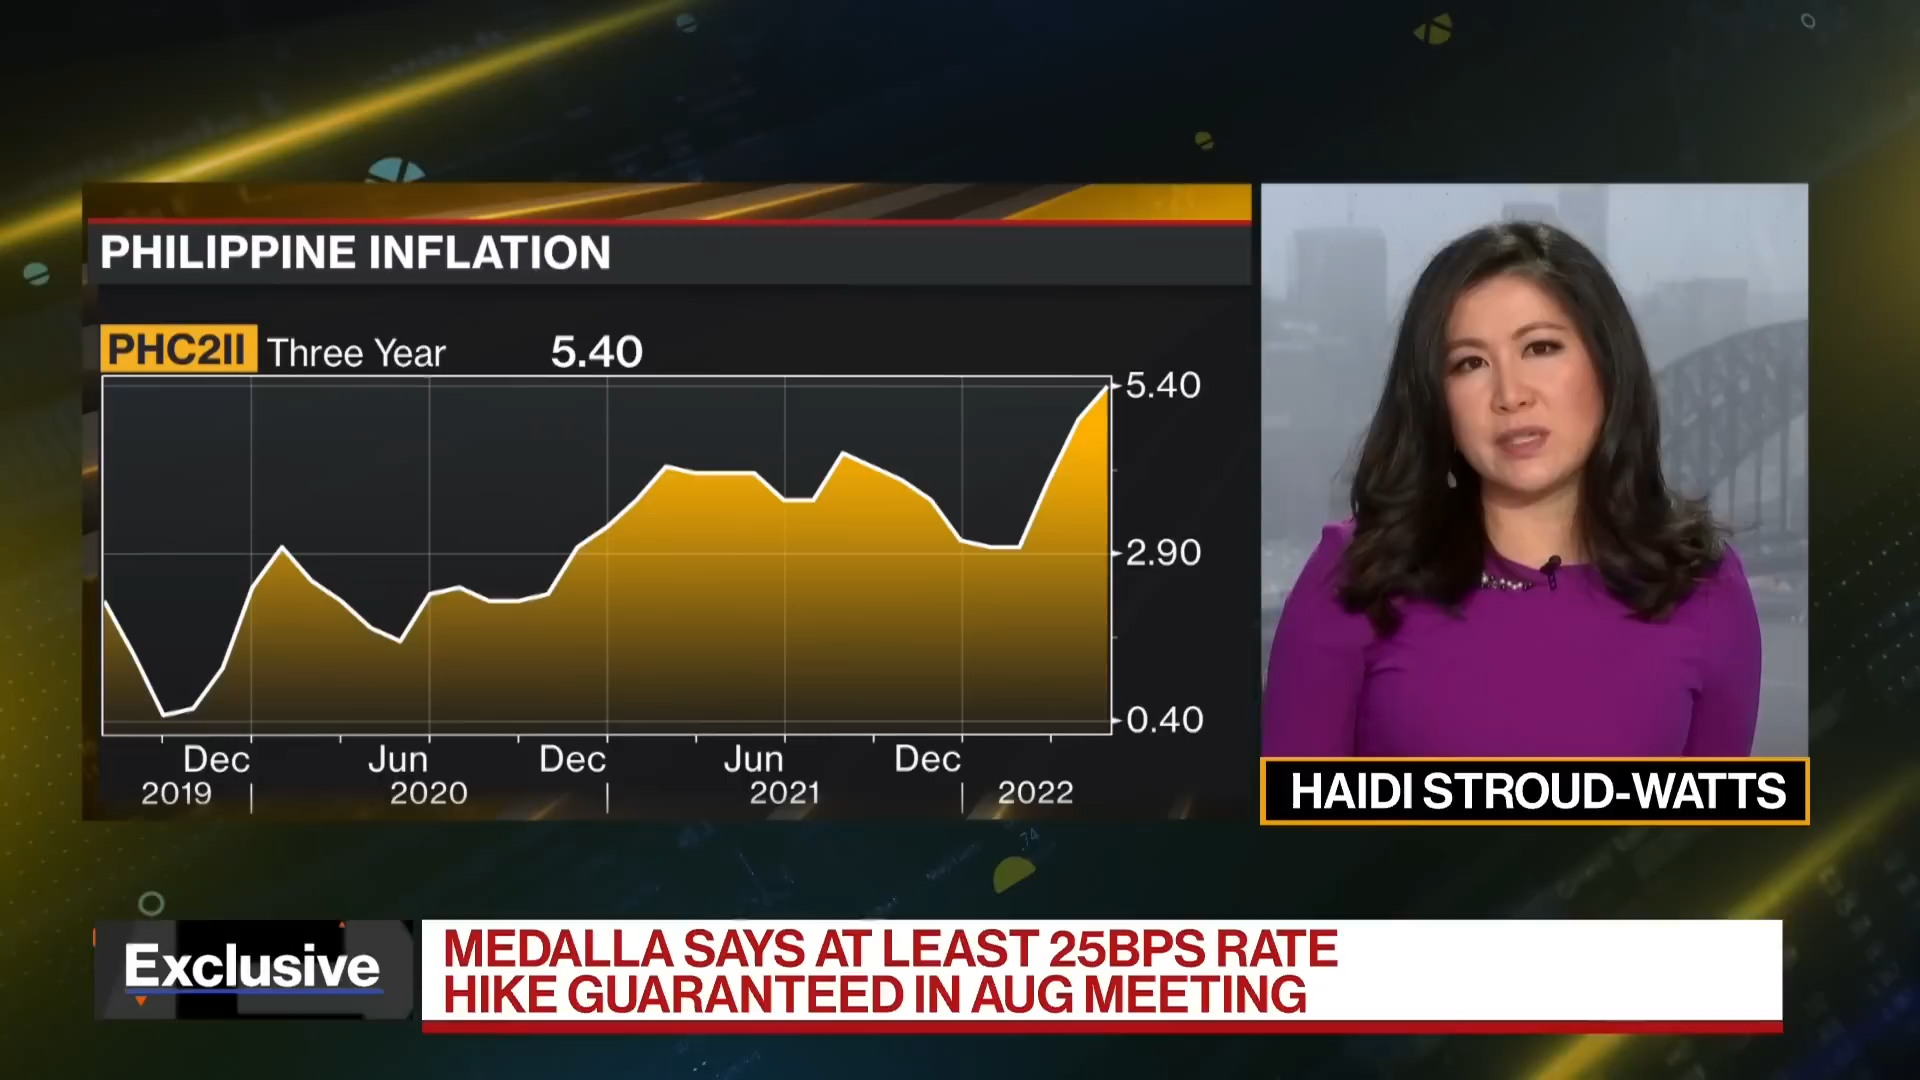 PHILIPPINE INFLATION
PHC2II Three Year 5.40
5.40
2.90
0.40
Dec Jun Dec Jun Dec
2019 2020 2021 2022
HAIDI STROUD-WATTS
Exclusive
MEDALLA SAYS AT LEAST 25BPS RATE
HIKE GUARANTEED IN AUG MEETING